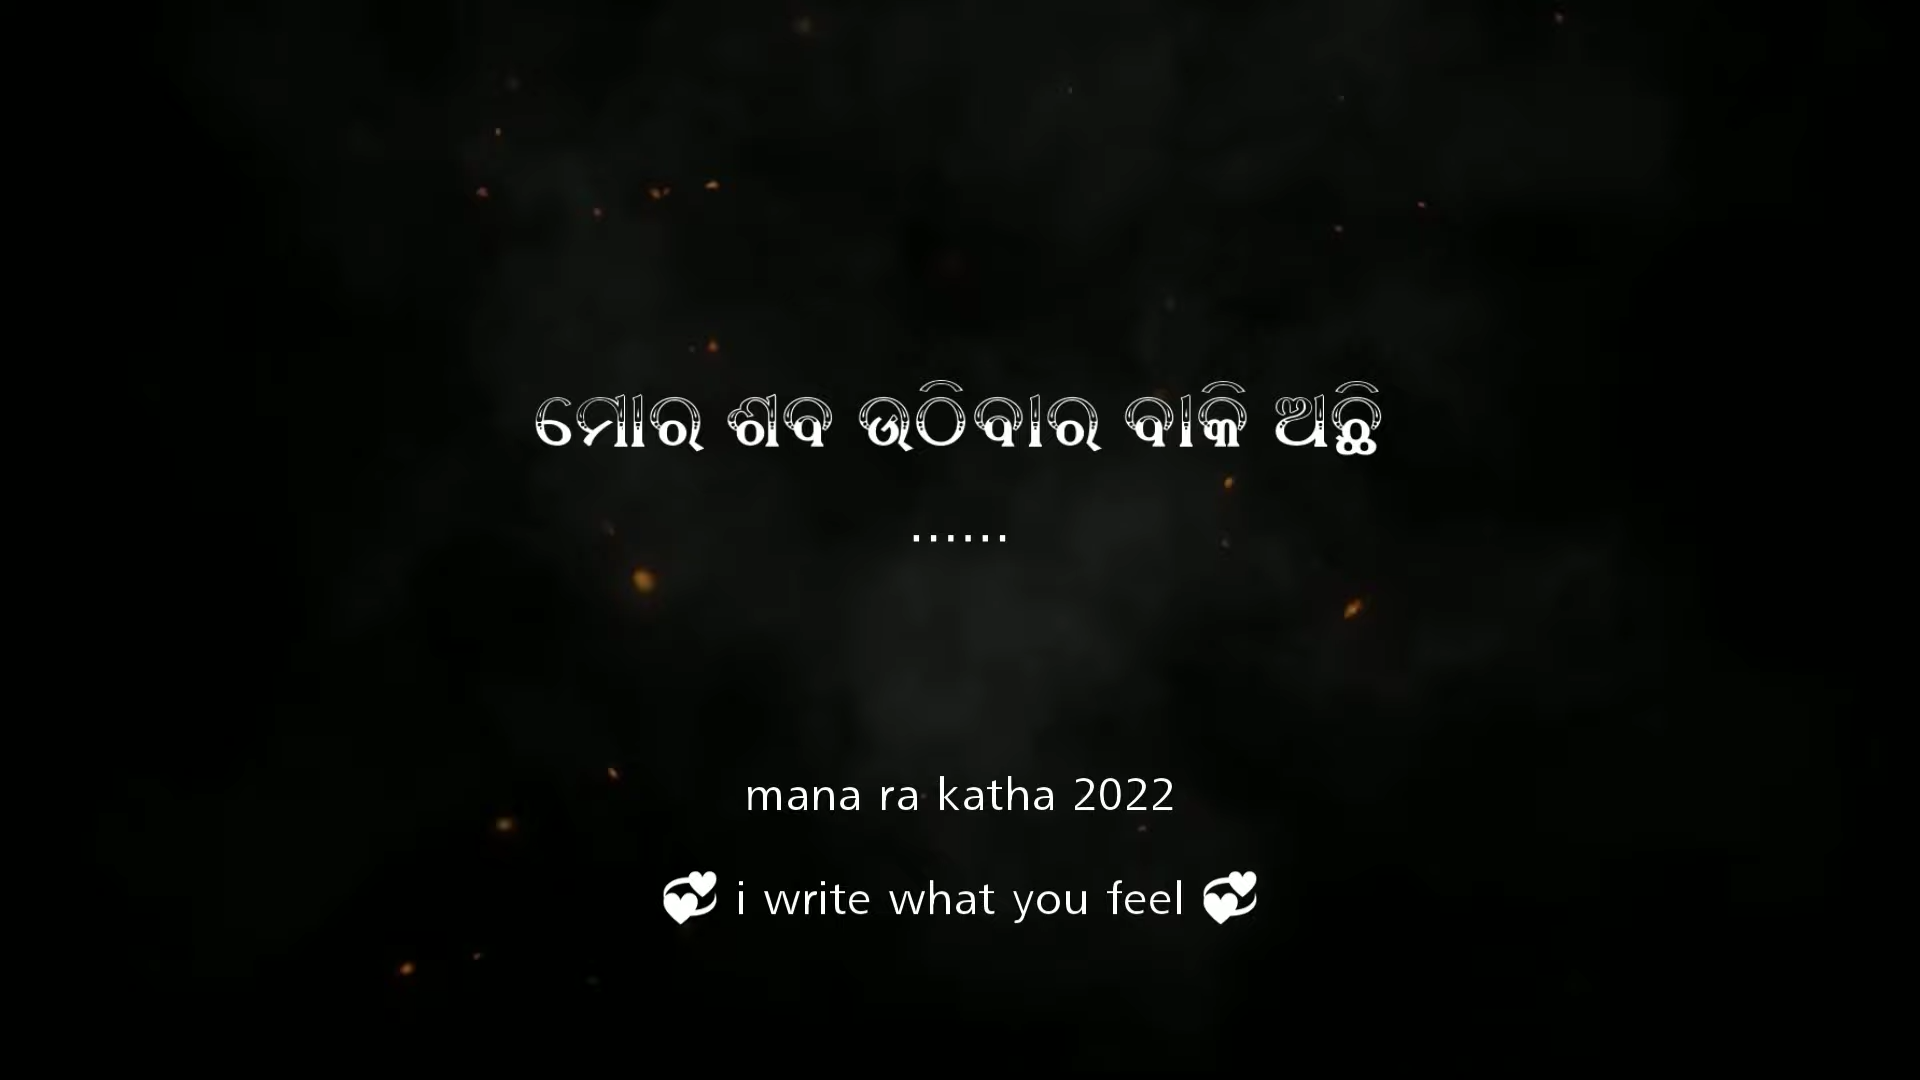 ମୋର ଶବ ଉଠିବାର ବାକି ଅଛି
......
mana ra katha 2022
💞 i write what you feel 💞